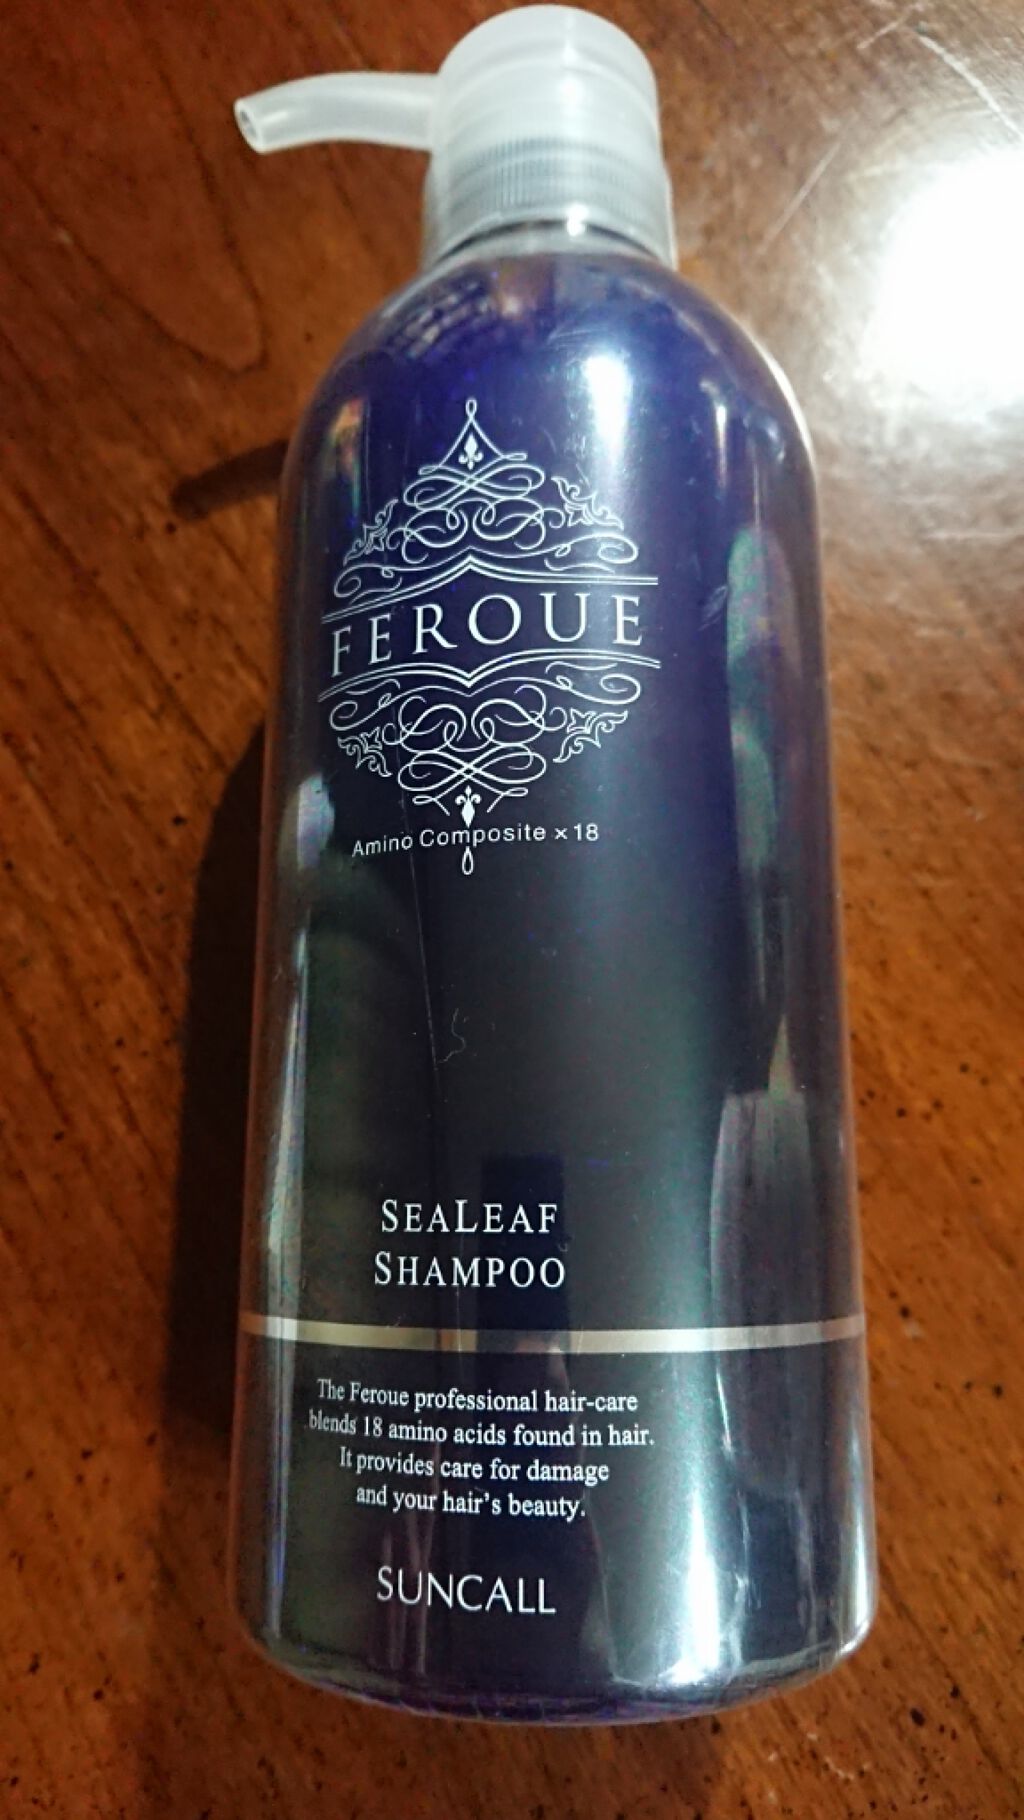 FEROUE
Amino Composite × 18
SEALEAF
SHAMPOO
The Feroue professional hair-care
blends 18 amino acids found in hair.
It provides care for damage
and your hair's beauty.
SUNCALL